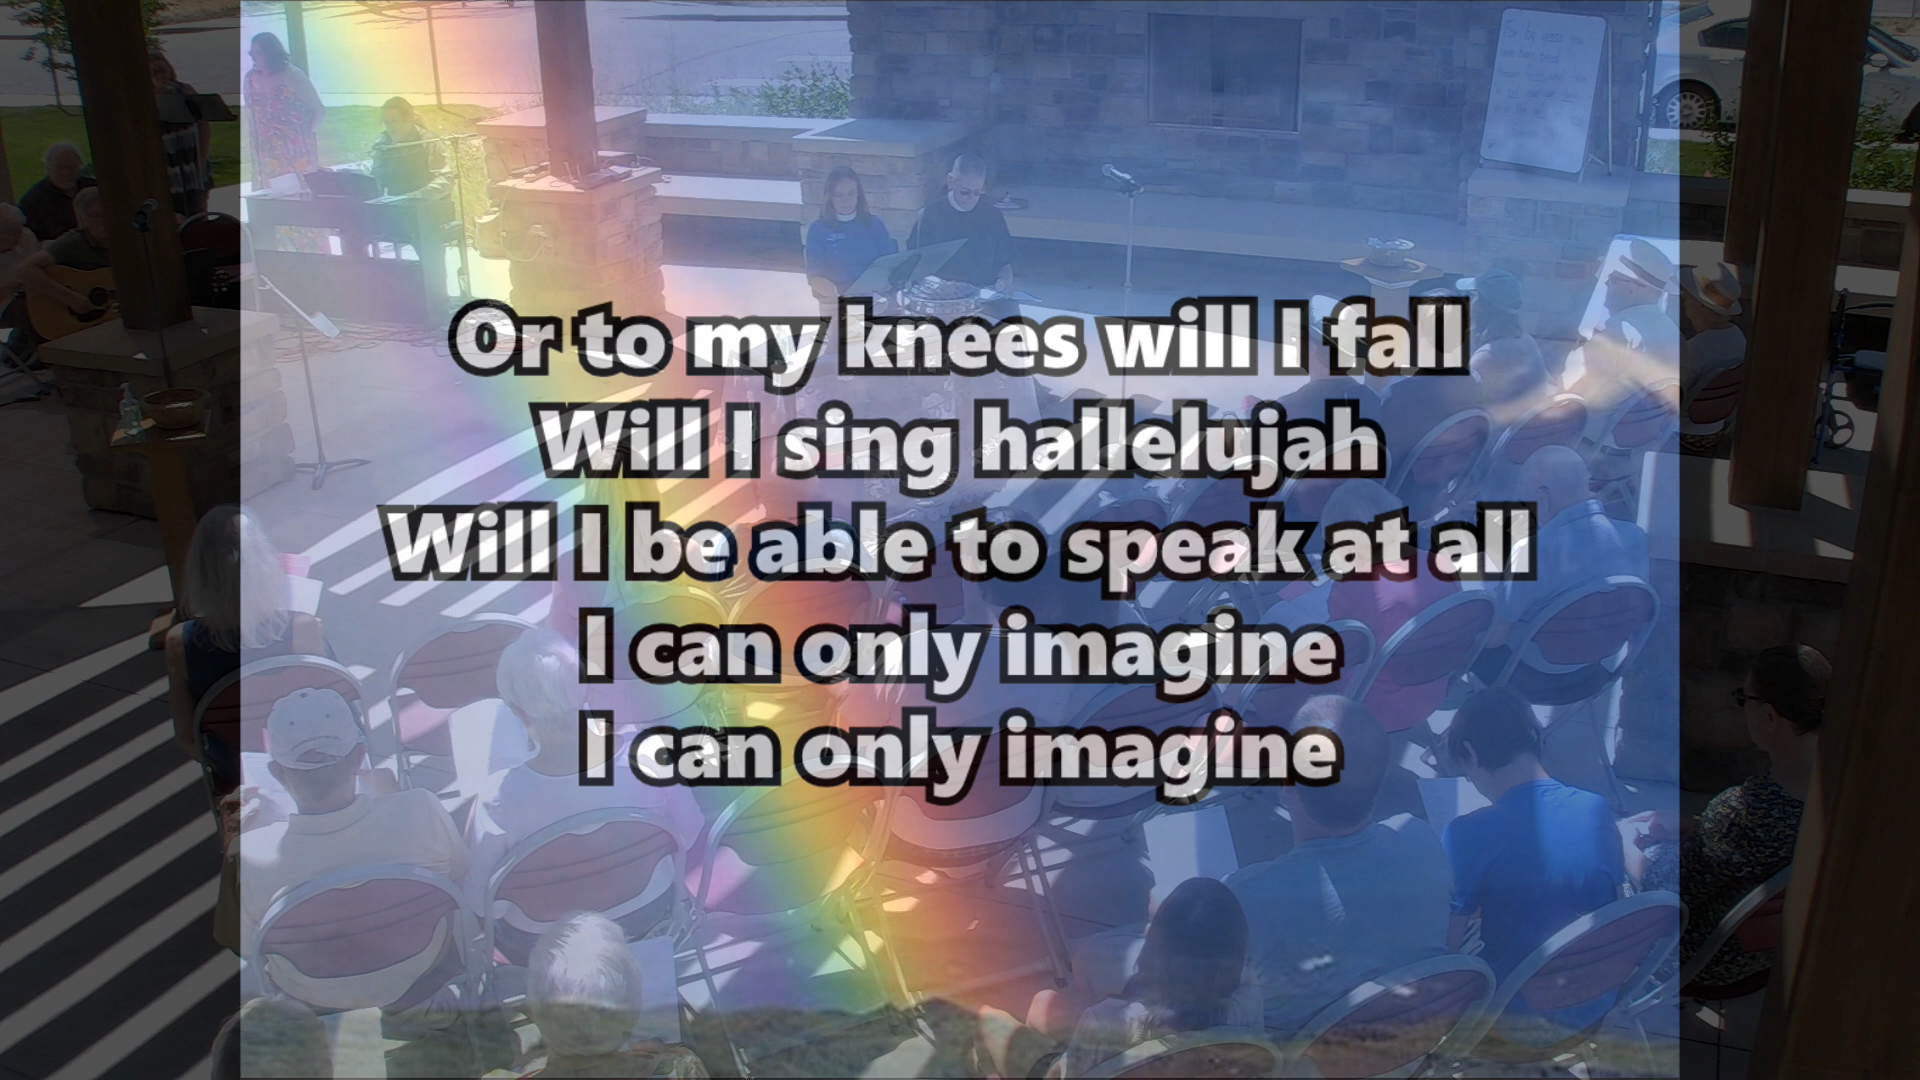 Or to my knees will I fall
Will I sing hallelujah
Will I be able to speak at all
I can only imagine
I can only imagine